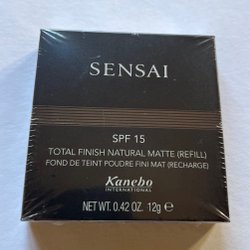 SENSAI
SPF 15
TOTAL FINISH NATURAL MATTE (REFILL)
FOND DE TEINT POUDRE FINI MAT (RECHARGE)
Kanebo
INTERNATIONAL
NET WT. 0.42 OZ. 12g ℮